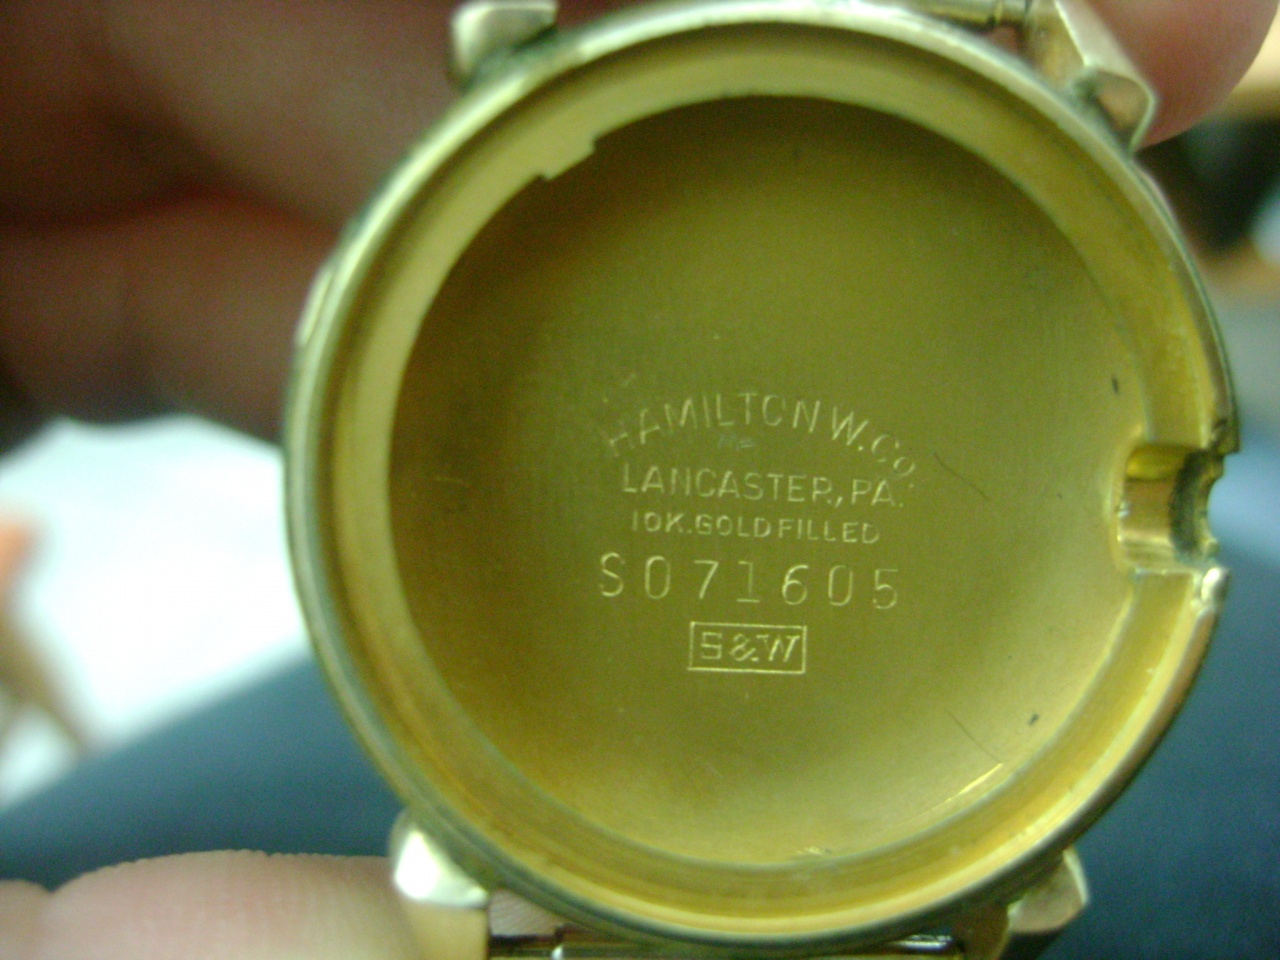 HAMILTON W. CO.
LANCASTER, PA.
10K. GOLD FILLED
S071605
S&W